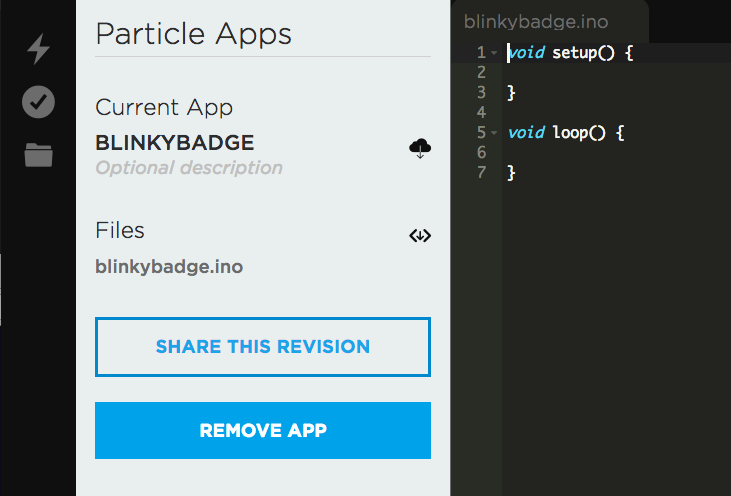 Particle Apps
Current App
BLINKYBADGE
Optional description
Files
blinkybadge.ino
SHARE THIS REVISION
REMOVE APP
blinkybadge.ino
1 void setup() {
2
3 }
4
5 void loop() {
6
7 }